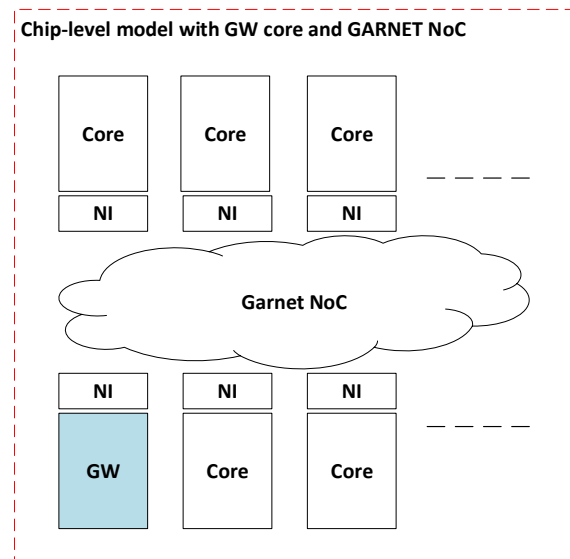 Chip-level model with GW core and GARNET NoC
Core Core Core
NI NI NI
Garnet NoC
NI NI NI
GW Core Core